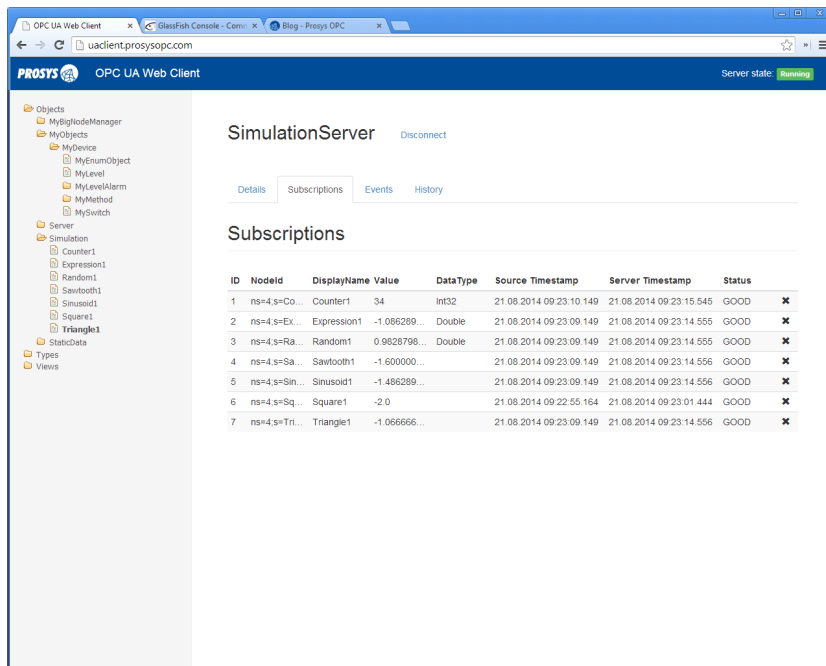 OPC UA Web Client GlassFish Console - Comm Blog - Prosys OPC
uaclient.prosysopc.com
PROSYS OPC UA Web Client Server state: Running
Objects
MyBigNodeManager
MyObjects
MyDevice
MyEnumObject
MyLevel
MyLevelAlarm
MyMethod
MySwitch
Server
Simulation
Counter1
Expression1
Random1
Sawtooth1
Sinusoid1
Square1
Triangle1
StaticData
Types
Views
SimulationServer Disconnect
Details Subscriptions Events History
Subscriptions
ID NodeId DisplayName Value DataType Source Timestamp Server Timestamp Status
1 ns=4;s=Co... Counter1 34 Int32 21.08.2014 09:23:10.149 21.08.2014 09:23:15.545 GOOD
2 ns=4;s=Ex... Expression1 -1.086289... Double 21.08.2014 09:23:09.149 21.08.2014 09:23:14.555 GOOD
3 ns=4;s=Ra... Random1 0.9828798... Double 21.08.2014 09:23:09.149 21.08.2014 09:23:14.555 GOOD
4 ns=4;s=Sa... Sawtooth1 -1.600000... 21.08.2014 09:23:09.149 21.08.2014 09:23:14.556 GOOD
5 ns=4;s=Sin... Sinusoid1 -1.486289... 21.08.2014 09:23:09.149 21.08.2014 09:23:14.556 GOOD
6 ns=4;s=Sq... Square1 -2.0 21.08.2014 09:22:55.164 21.08.2014 09:23:01.444 GOOD
7 ns=4;s=Tri... Triangle1 -1.066666... 21.08.2014 09:23:09.149 21.08.2014 09:23:14.556 GOOD